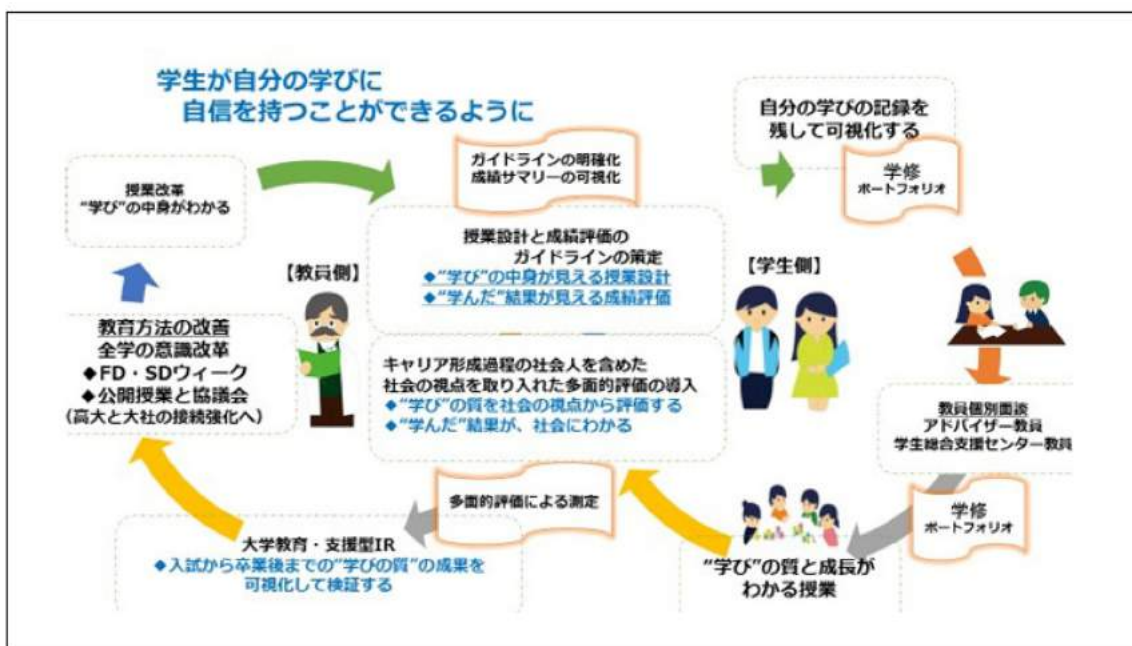 学生が自分の学びに
自信を持つことができるように
自分の学びの記録を
残して可視化する
学修
ポートフォリオ
ガイドラインの明確化
成績サマリーの可視化
授業改革
“学び”の中身がわかる
授業設計と成績評価の
ガイドラインの策定
◆“学び”の中身が見える授業設計
◆“学んだ”結果が見える成績評価
【教員側】
【学生側】
教育方法の改善
全学の意識改革
◆FD・SDウィーク
◆公開授業と協議会
(高大と大社の接続強化へ)
キャリア形成過程の社会人を含めた
社会の視点を取り入れた多面的評価の導入
◆“学び”の質を社会の視点から評価する
◆“学んだ”結果が、社会にわかる
教員個別面談
アドバイザー教員
学生総合支援センター教員
多面的評価による測定
学修
ポートフォリオ
大学教育・支援型IR
◆入試から卒業後までの“学びの質”の成果を
可視化して検証する
“学び”の質と成長が
わかる授業